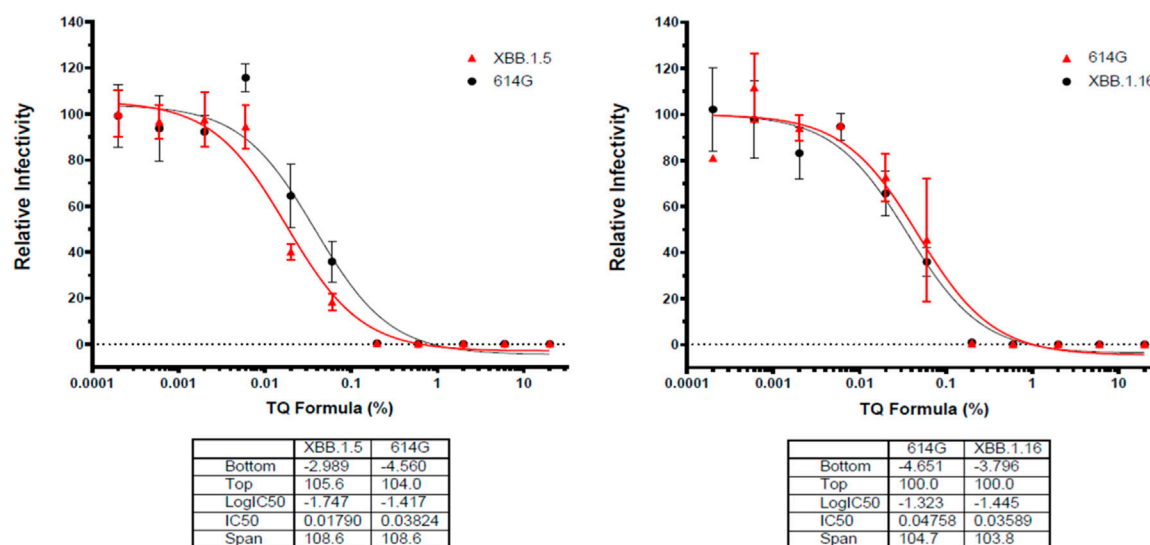 140
120
100
80
60
40
20
0
Relative Infectivity
XBB.1.5
614G
0.0001 0.001 0.01 0.1 1 10
TQ Formula (%)
XBB.1.5 614G
Bottom -2.989 -4.560
Top 105.6 104.0
LogIC50 -1.747 -1.417
IC50 0.01790 0.03824
Span 108.6 108.6
140
120
100
80
60
40
20
0
Relative Infectivity
614G
XBB.1.16
0.0001 0.001 0.01 0.1 1 10
TQ Formula (%)
614G XBB.1.16
Bottom -4.651 -3.796
Top 100.0 100.0
LogIC50 -1.323 -1.445
IC50 0.04758 0.03589
Span 104.7 103.8